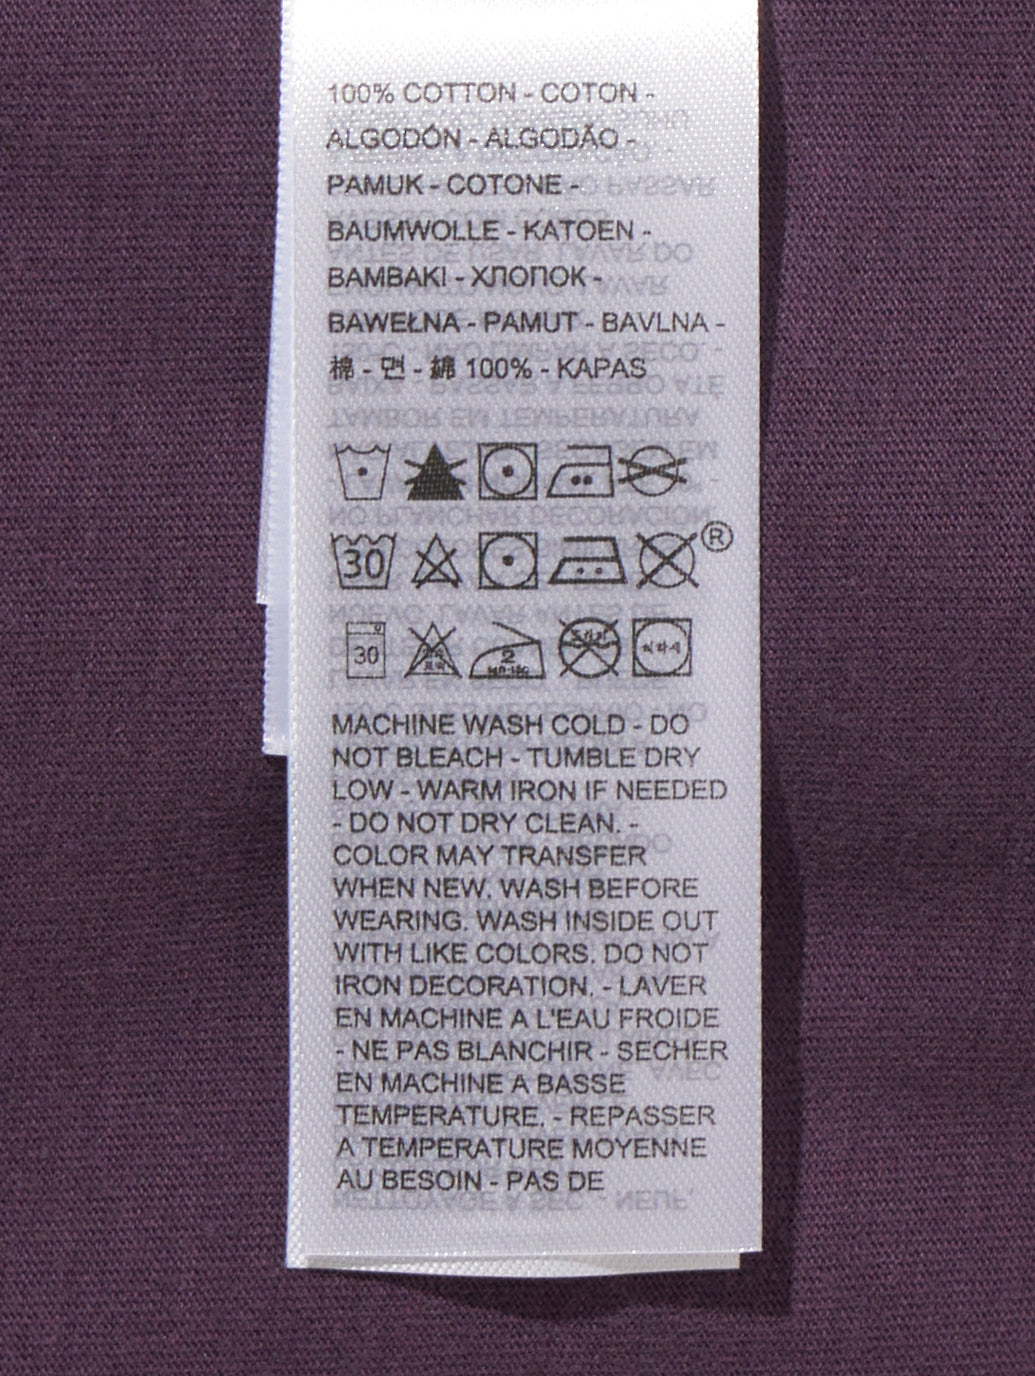 100% COTTON - COTON -
ALGODÓN - ALGODÃO -
PAMUK - COTONE -
BAUMWOLLE - KATOEN -
BAMBAKI - ХЛОПОК -
BAWEŁNA - PAMUT - BAVLNA -
棉 - 면 - 綿 100% - KAPAS
30 ®
30 2
MACHINE WASH COLD - DO
NOT BLEACH - TUMBLE DRY
LOW - WARM IRON IF NEEDED
- DO NOT DRY CLEAN. -
COLOR MAY TRANSFER
WHEN NEW. WASH BEFORE
WEARING. WASH INSIDE OUT
WITH LIKE COLORS. DO NOT
IRON DECORATION. - LAVER
EN MACHINE A L'EAU FROIDE
- NE PAS BLANCHIR - SECHER
EN MACHINE A BASSE
TEMPERATURE. - REPASSER
A TEMPERATURE MOYENNE
AU BESOIN - PAS DE